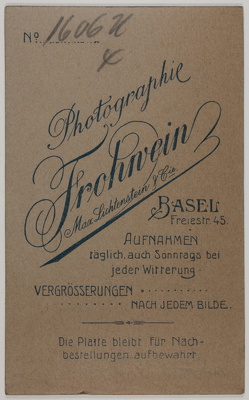 No. 1606 K
Photographie
Frohwein
Max Lichtenstein & Cie.
BASEL
Freiestr. 45.
AUFNAHMEN
täglich, auch Sonntags bei
jeder Witterung
VERGRÖSSERUNGEN
NACH JEDEM BILDE.
Die Platte bleibt für Nach-
bestellungen aufbewahrt.